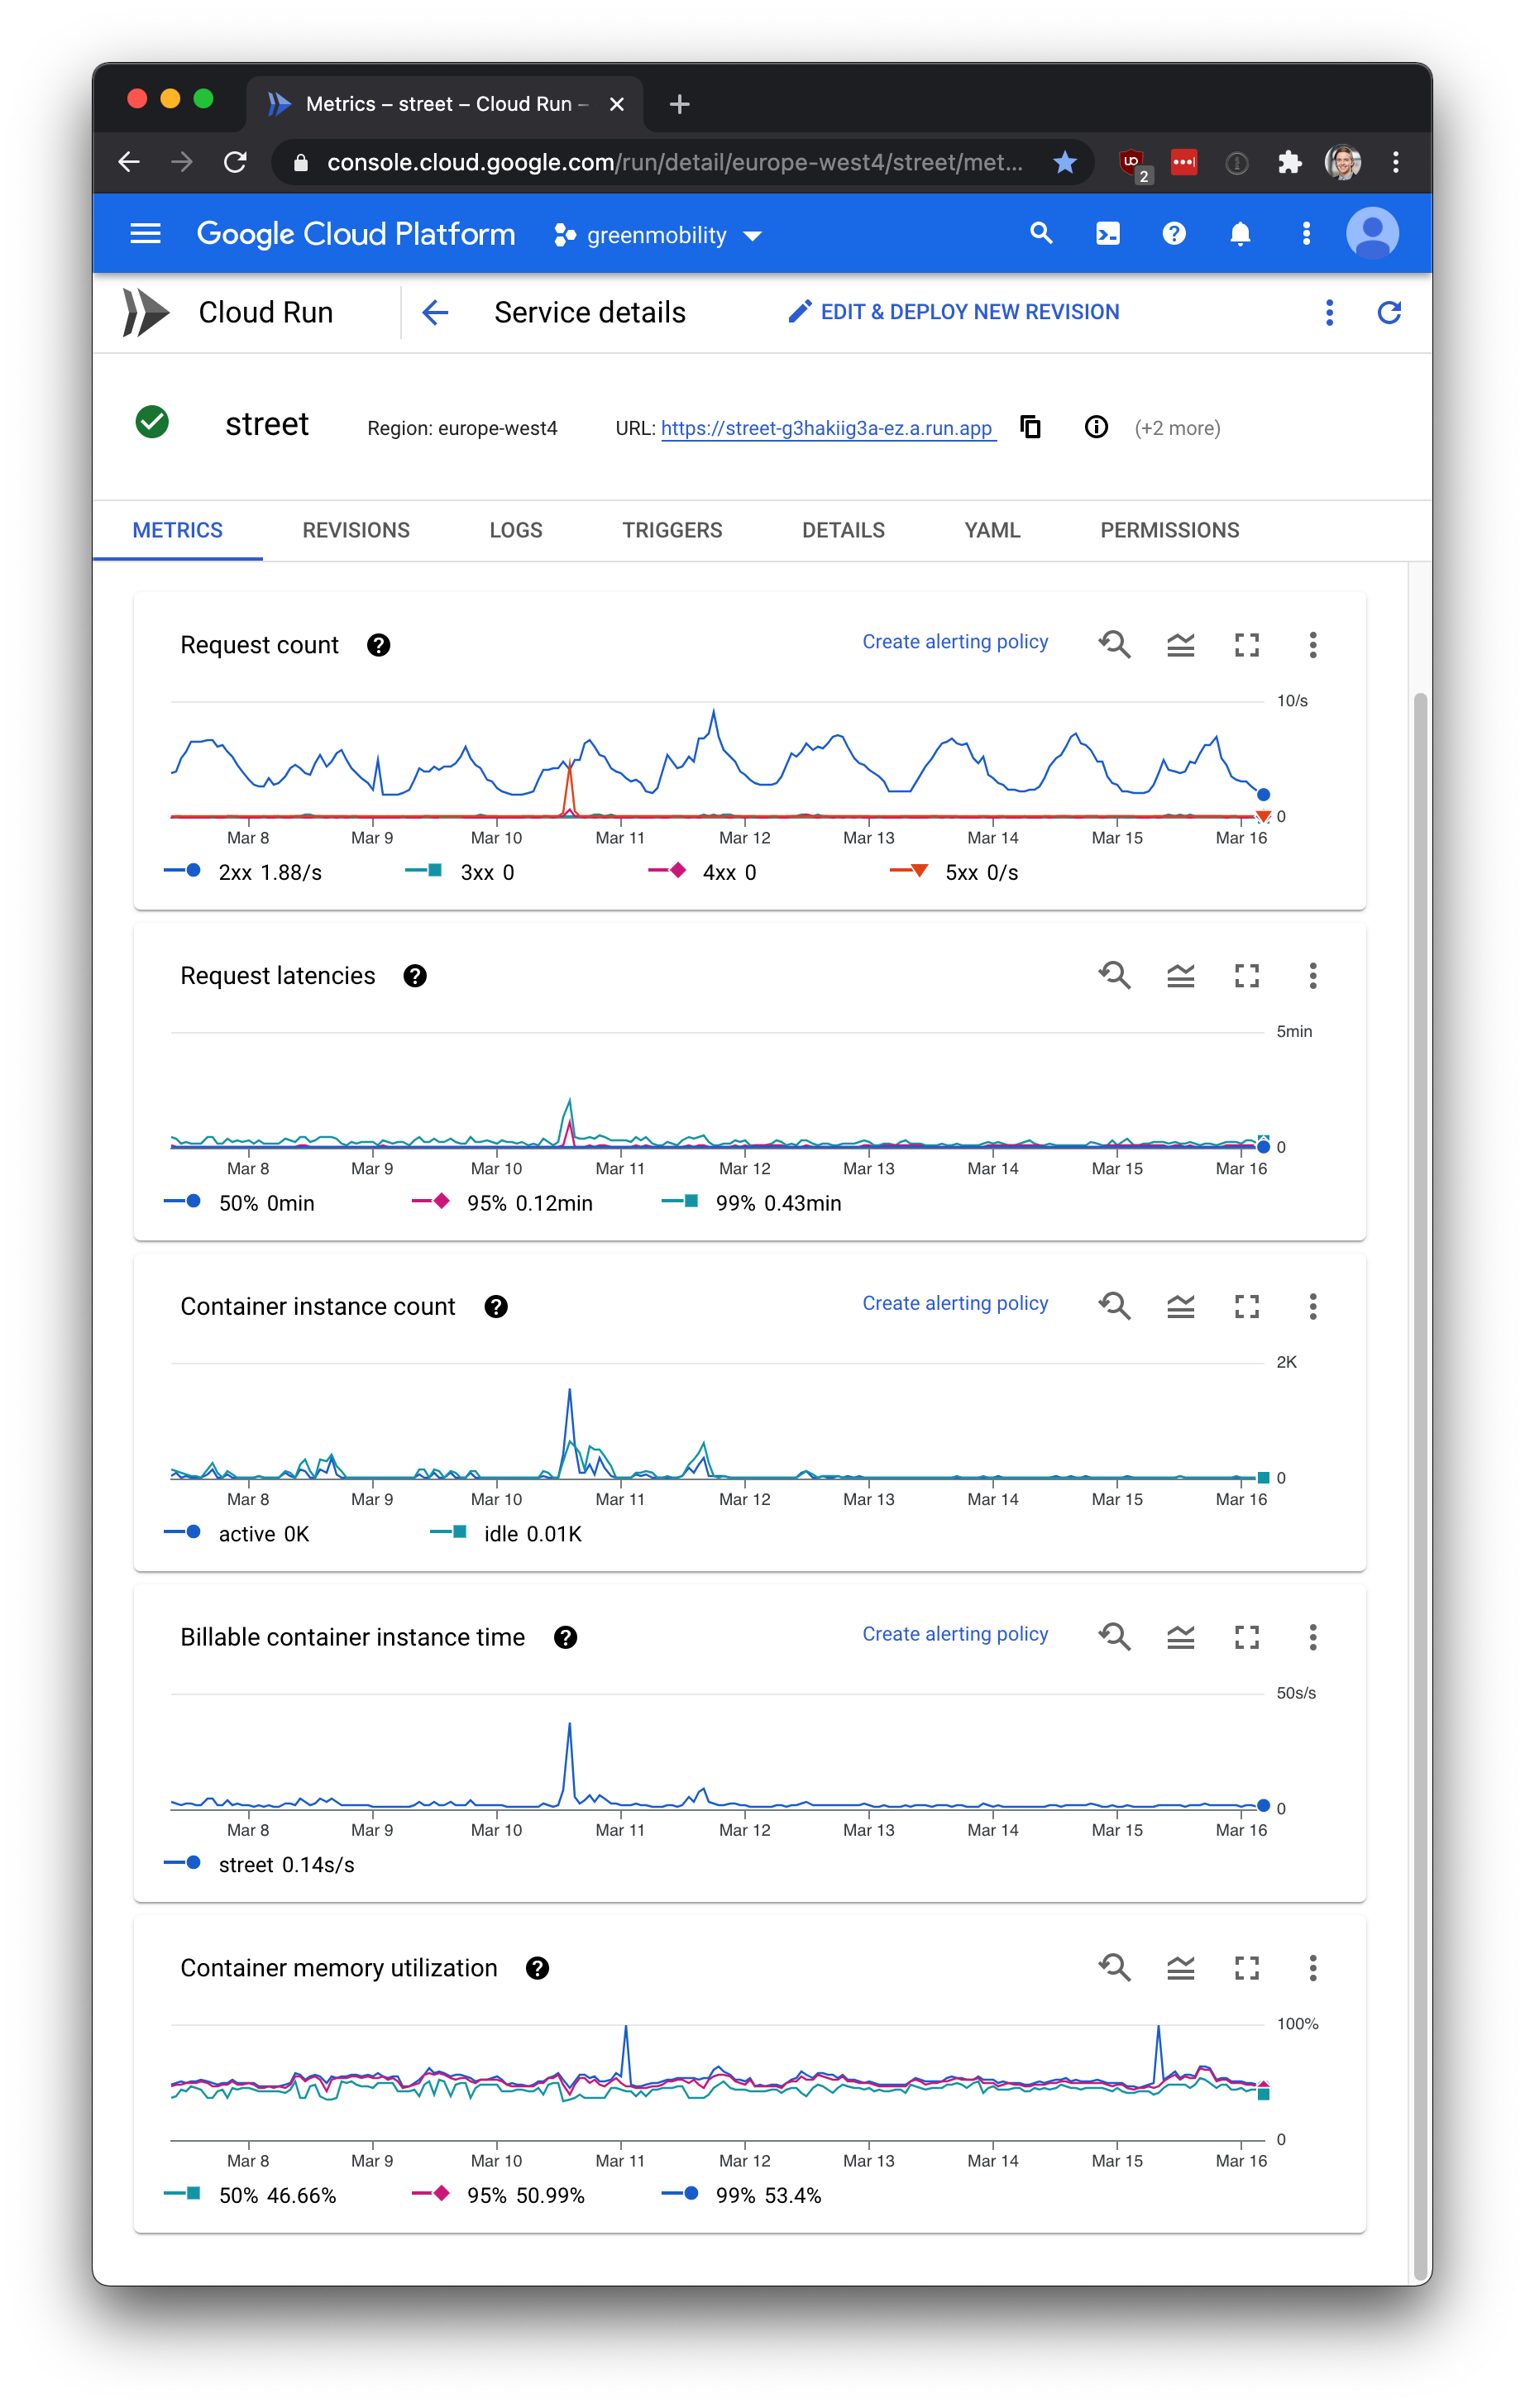 Metrics – street – Cloud Run –
console.cloud.google.com/run/detail/europe-west4/street/met...
2
Google Cloud Platform greenmobility
Cloud Run Service details EDIT & DEPLOY NEW REVISION
street Region: europe-west4 URL: https://street-g3hakiig3a-ez.a.run.app (+2 more)
METRICS REVISIONS LOGS TRIGGERS DETAILS YAML PERMISSIONS
Request count Create alerting policy
10/s
0
Mar 8 Mar 9 Mar 10 Mar 11 Mar 12 Mar 13 Mar 14 Mar 15 Mar 16
2xx 1.88/s 3xx 0 4xx 0 5xx 0/s
Request latencies
5min
0
Mar 8 Mar 9 Mar 10 Mar 11 Mar 12 Mar 13 Mar 14 Mar 15 Mar 16
50% 0min 95% 0.12min 99% 0.43min
Container instance count Create alerting policy
2K
0
Mar 8 Mar 9 Mar 10 Mar 11 Mar 12 Mar 13 Mar 14 Mar 15 Mar 16
active 0K idle 0.01K
Billable container instance time Create alerting policy
50s/s
0
Mar 8 Mar 9 Mar 10 Mar 11 Mar 12 Mar 13 Mar 14 Mar 15 Mar 16
street 0.14s/s
Container memory utilization
100%
0
Mar 8 Mar 9 Mar 10 Mar 11 Mar 12 Mar 13 Mar 14 Mar 15 Mar 16
50% 46.66% 95% 50.99% 99% 53.4%